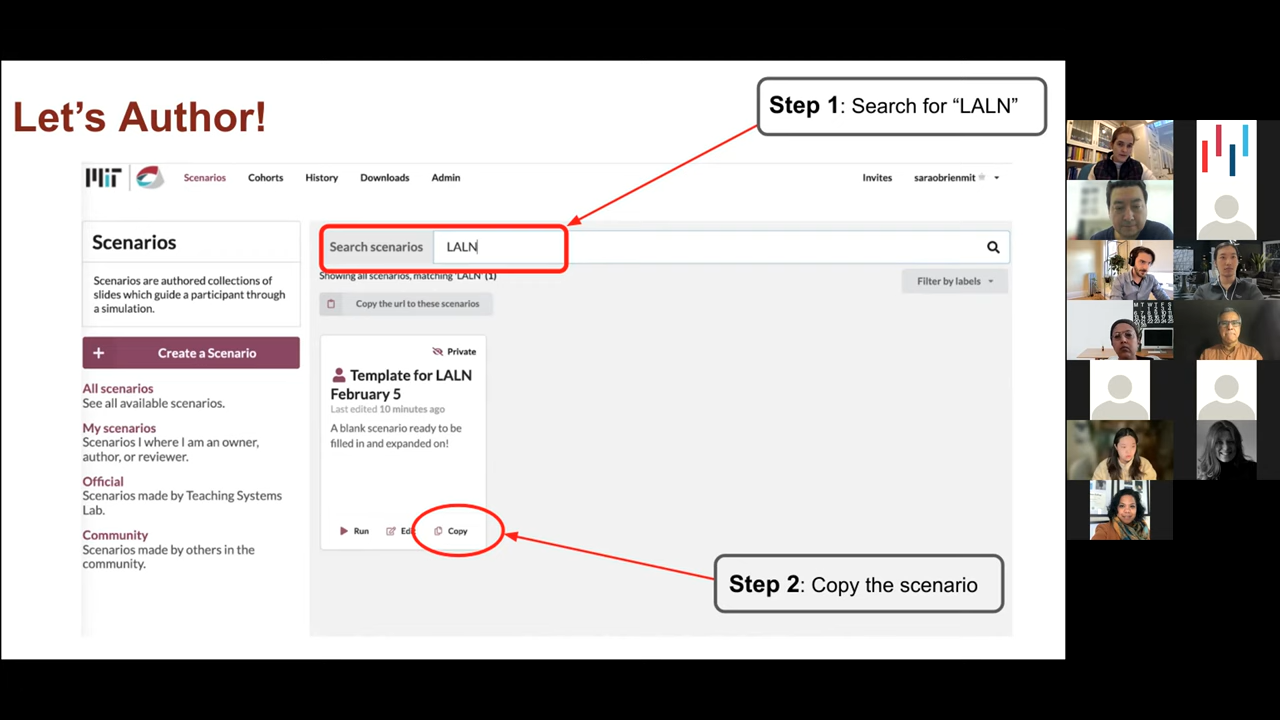 Let's Author!
Step 1: Search for “LALN”
MIT
Scenarios
Cohorts
History
Downloads
Admin
Invites
saraobrienmit
Scenarios
Scenarios are authored collections of
slides which guide a participant through
a simulation.
+ Create a Scenario
All scenarios
See all available scenarios.
My scenarios
Scenarios I where I am an owner,
author, or reviewer.
Official
Scenarios made by Teaching Systems
Lab.
Community
Scenarios made by others in the
community.
Search scenarios
LALN
Showing all scenarios, matching 'LALN' (1)
Filter by labels
Copy the url to these scenarios
Private
Template for LALN
February 5
Last edited 10 minutes ago
A blank scenario ready to be
filled in and expanded on!
Run
Edi
Copy
Step 2: Copy the scenario